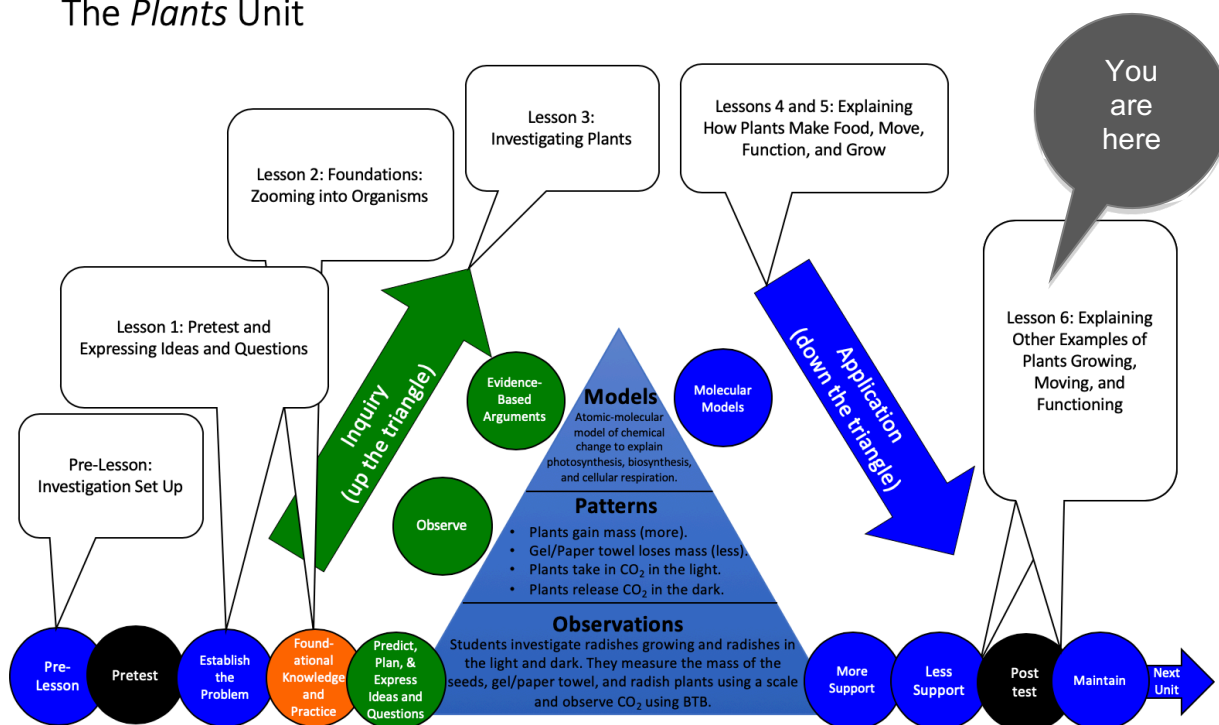 The Plants Unit
You
are
here
Lesson 3:
Investigating Plants
Lessons 4 and 5: Explaining
How Plants Make Food, Move,
Function, and Grow
Lesson 2: Foundations:
Zooming into Organisms
Lesson 1: Pretest and
Expressing Ideas and Questions
Lesson 6: Explaining
Other Examples of
Plants Growing,
Moving, and
Functioning
Pre-Lesson:
Investigation Set Up
Inquiry
(up the triangle)
Application
(down the triangle)
Evidence-
Based
Arguments
Molecular
Models
Observe
Models
Atomic-molecular
model of chemical
change to explain
photosynthesis, biosynthesis,
and cellular respiration.
Patterns
• Plants gain mass (more).
• Gel/Paper towel loses mass (less).
• Plants take in CO₂ in the light.
• Plants release CO₂ in the dark.
Observations
Students investigate radishes growing and radishes in
the light and dark. They measure the mass of the
seeds, gel/paper towel, and radish plants using a scale
and observe CO₂ using BTB.
Pre-
Lesson
Pretest
Establish
the
Problem
Found-
ational
Knowledge
and
Practice
Predict,
Plan, &
Express
Ideas and
Questions
More
Support
Less
Support
Post
test
Maintain
Next
Unit